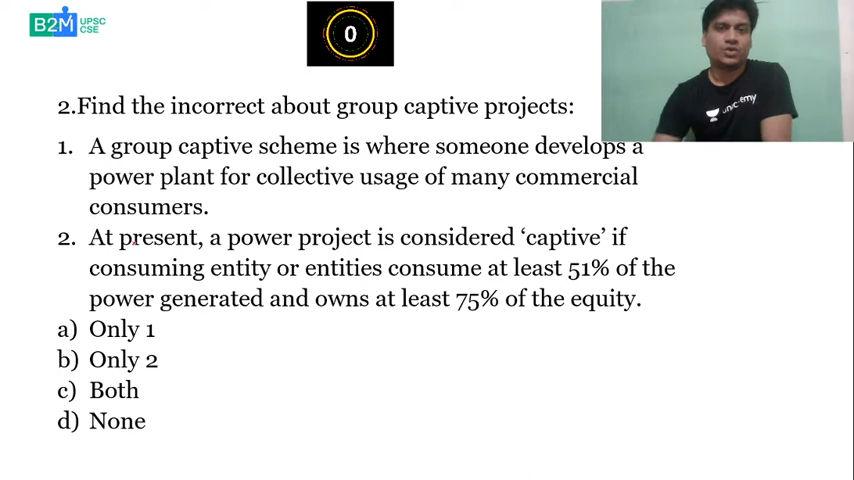 B2M UPSC CSE
0
unacademy
2.Find the incorrect about group captive projects:
1. A group captive scheme is where someone develops a
power plant for collective usage of many commercial
consumers.
2. At present, a power project is considered ‘captive’ if
consuming entity or entities consume at least 51% of the
power generated and owns at least 75% of the equity.
a) Only 1
b) Only 2
c) Both
d) None